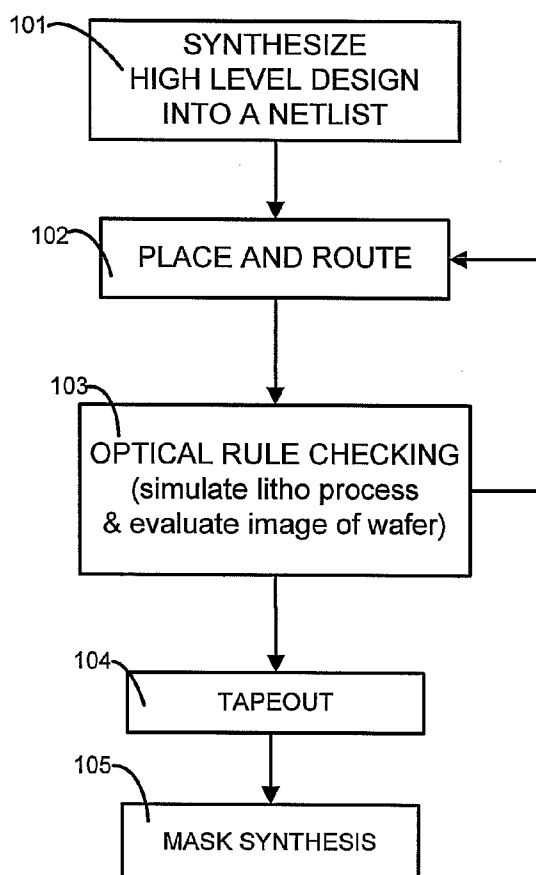 101
SYNTHESIZE
HIGH LEVEL DESIGN
INTO A NETLIST
102
PLACE AND ROUTE
103
OPTICAL RULE CHECKING
(simulate litho process
& evaluate image of wafer)
104
TAPEOUT
105
MASK SYNTHESIS